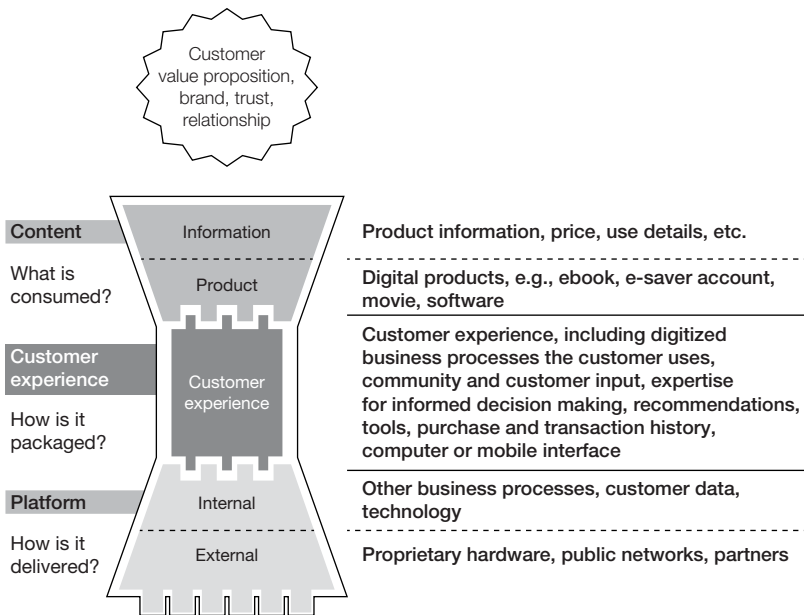 Customer
value proposition,
brand, trust,
relationship
Content
Information
Product information, price, use details, etc.
What is
consumed?
Product
Digital products, e.g., ebook, e-saver account,
movie, software
Customer
experience
Customer
experience
Customer experience, including digitized
business processes the customer uses,
community and customer input, expertise
for informed decision making, recommendations,
tools, purchase and transaction history,
computer or mobile interface
How is it
packaged?
Platform
Internal
Other business processes, customer data,
technology
How is it
delivered?
External
Proprietary hardware, public networks, partners